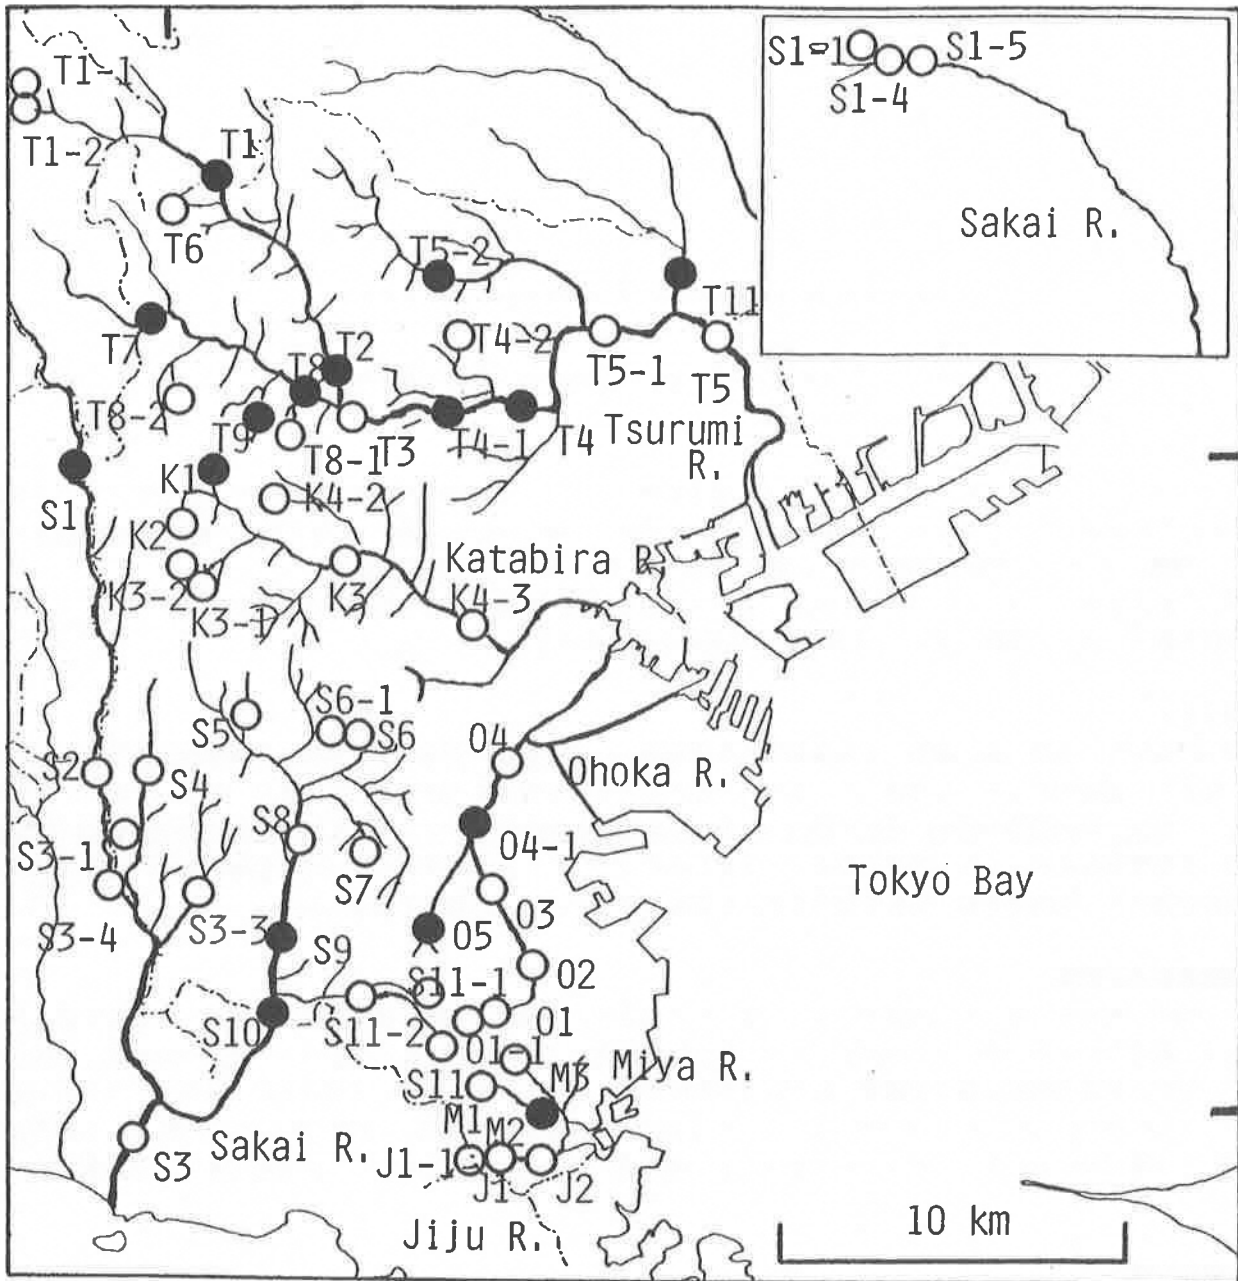 T1-1
S1-1
S1-5
S1-4
T1-2
T1
T6
Sakai R.
T5-2
T11
T7
T8
T2
T4-2
T5-1
T5
T8-2
T9
T8-1
T3
T4-1
T4
Tsurumi
R.
K1
K4-2
S1
K2
Katabira R
K3-2
K3-1
K3
K4-3
S5
S6-1
S6
O4
S2
S4
Ohoka R.
S8
O4-1
S3-1
S7
Tokyo Bay
O3
S3-4
S3-3
S9
O5
S11-1
O2
S10
S11-2
O1
O1-1
S11
M3
Miya R.
M1
M2
Sakai R.
S3
J1-1
J1
J2
10 km
Jiju R.